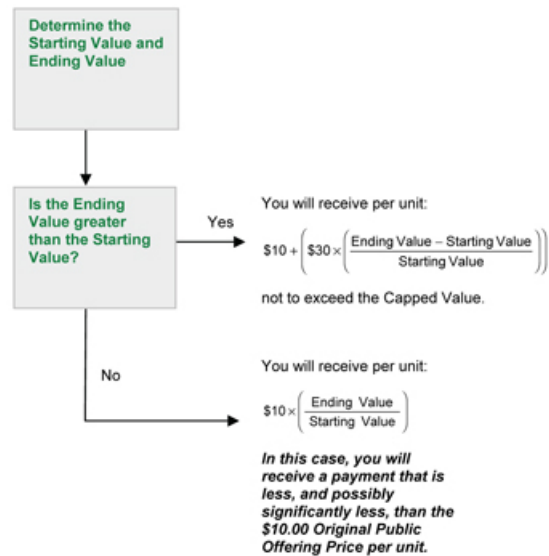 Determine the
Starting Value and
Ending Value
Is the Ending
Value greater
than the Starting
Value?
Yes
You will receive per unit:
$10 + ( $30 × ( Ending Value – Starting Value / Starting Value ) )
not to exceed the Capped Value.
No
You will receive per unit:
$10 × ( Ending Value / Starting Value )
In this case, you will
receive a payment that is
less, and possibly
significantly less, than the
$10.00 Original Public
Offering Price per unit.